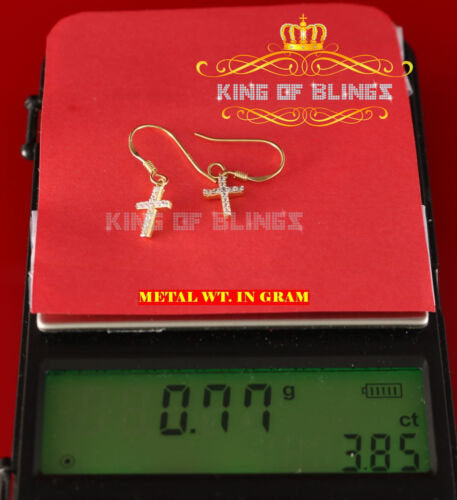 KING OF BLINGS
KING OF BLINGS
METAL WT. IN GRAM
0.77 g
ct
3.85